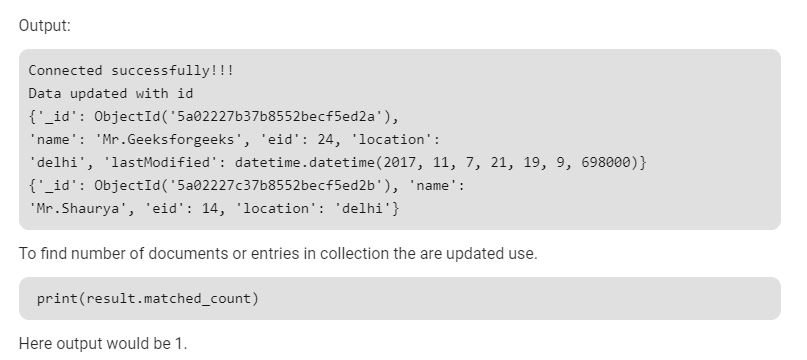 Output:
Connected successfully!!!
Data updated with id
{'_id': ObjectId('5a02227b37b8552becf5ed2a'),
'name': 'Mr.Geeksforgeeks', 'eid': 24, 'location':
'delhi', 'lastModified': datetime.datetime(2017, 11, 7, 21, 19, 9, 698000)}
{'_id': ObjectId('5a02227c37b8552becf5ed2b'), 'name':
'Mr.Shaurya', 'eid': 14, 'location': 'delhi'}
To find number of documents or entries in collection the are updated use.
print(result.matched_count)
Here output would be 1.